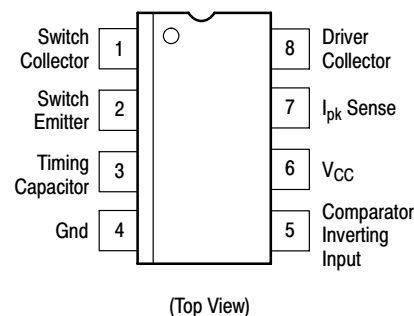 Switch
Collector
1
Switch
Emitter
2
Timing
Capacitor
3
Gnd
4
8
Driver
Collector
7
Ipk Sense
6
VCC
5
Comparator
Inverting
Input
(Top View)